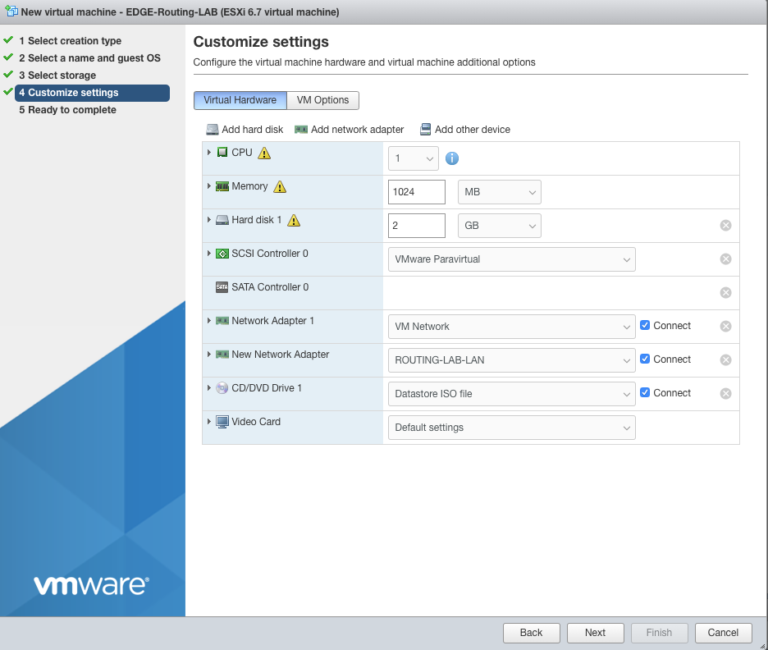 New virtual machine - EDGE-Routing-LAB (ESXi 6.7 virtual machine)
1 Select creation type
2 Select a name and guest OS
3 Select storage
4 Customize settings
5 Ready to complete
Customize settings
Configure the virtual machine hardware and virtual machine additional options
Virtual Hardware VM Options
Add hard disk Add network adapter Add other device
CPU 1
Memory 1024 MB
Hard disk 1 2 GB
SCSI Controller 0 VMware Paravirtual
SATA SATA Controller 0
Network Adapter 1 VM Network Connect
New Network Adapter ROUTING-LAB-LAN Connect
CD/DVD Drive 1 Datastore ISO file Connect
Video Card Default settings
vmware®
Back Next Finish Cancel